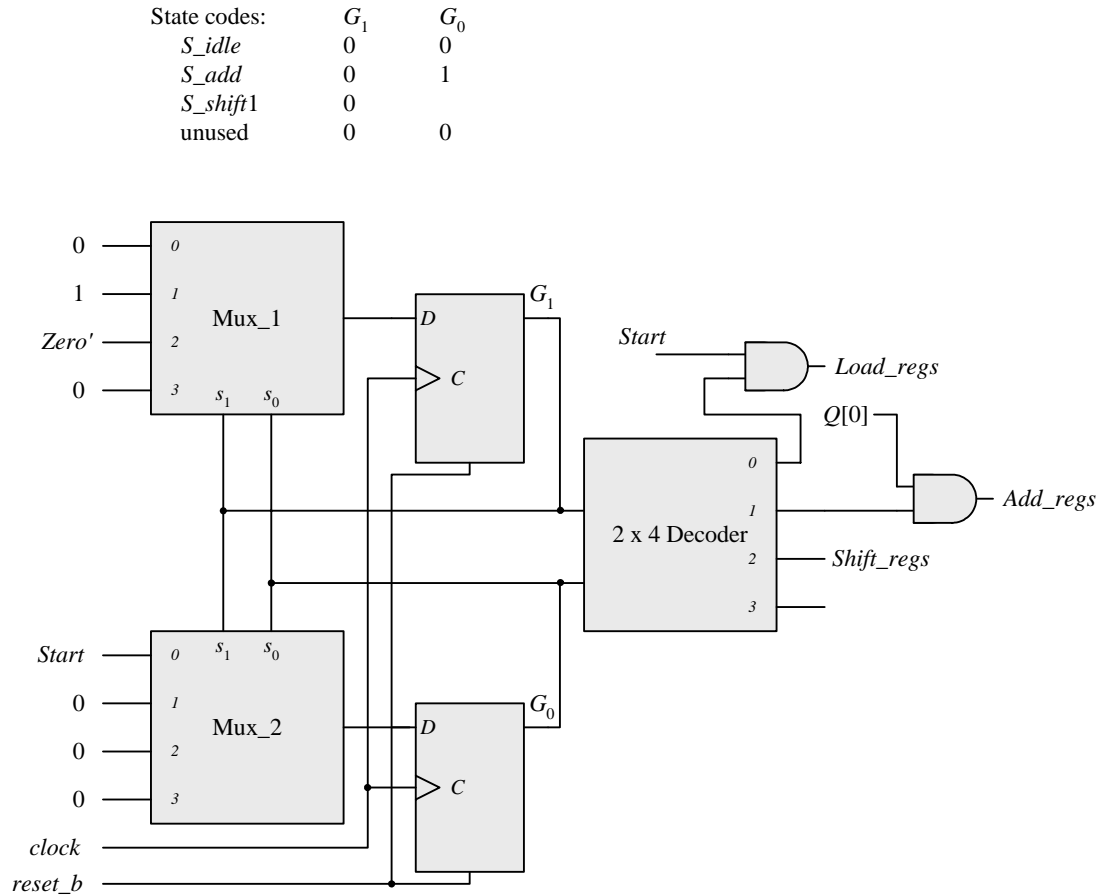 State codes: G1 G0
S_idle 0 0
S_add 0 1
S_shift1 0
unused 0 0
0 0
1 1
Mux_1
Zero' 2
0 3
s1 s0
D
C
G1
Start
Load_regs
Q[0]
Add_regs
2 x 4 Decoder
0
1
2 Shift_regs
3
Start 0
s1 s0
0 1
Mux_2
0 2
0 3
D
C
G0
clock
reset_b